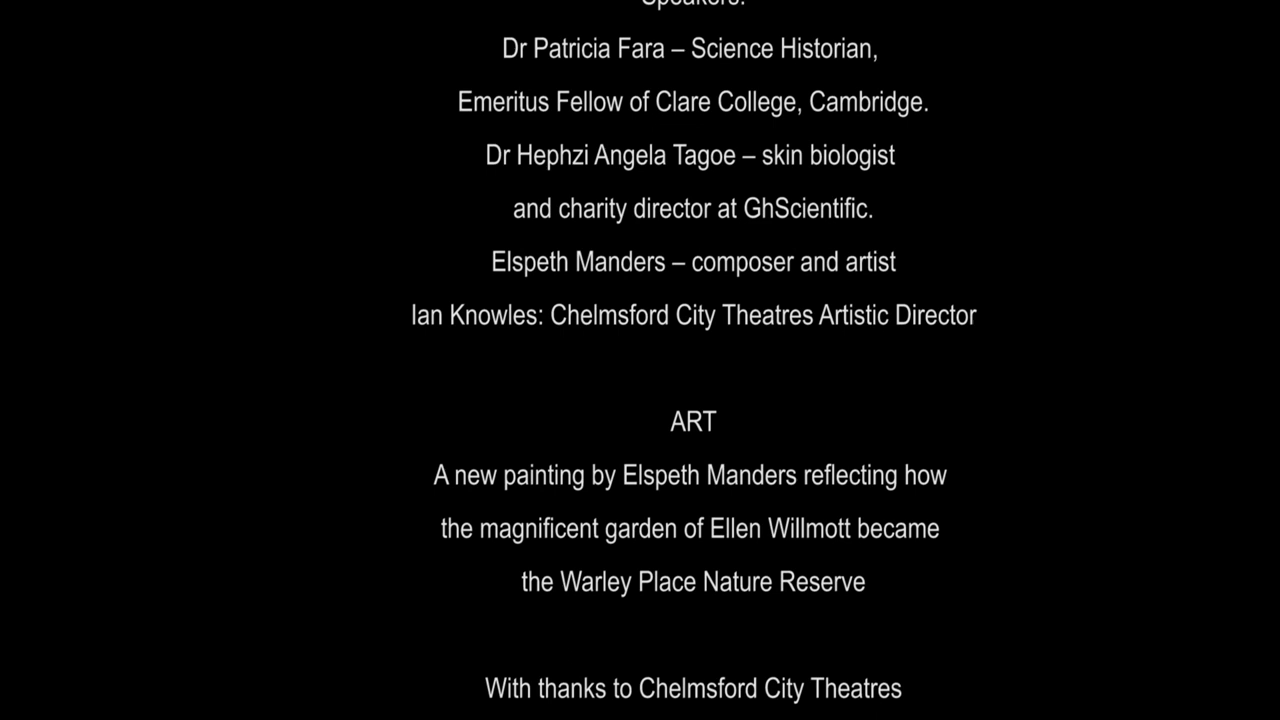 Speakers:
Dr Patricia Fara – Science Historian,
Emeritus Fellow of Clare College, Cambridge.
Dr Hephzi Angela Tagoe – skin biologist
and charity director at GhScientific.
Elspeth Manders – composer and artist
Ian Knowles: Chelmsford City Theatres Artistic Director
ART
A new painting by Elspeth Manders reflecting how
the magnificent garden of Ellen Willmott became
the Warley Place Nature Reserve
With thanks to Chelmsford City Theatres